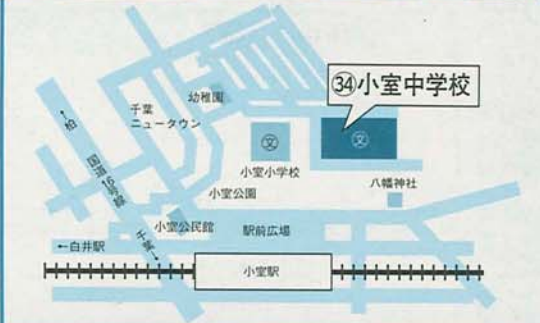 ㉞小室中学校
幼稚園
千葉
ニュータウン
文
文
小室小学校
八幡神社
小室公園
↑柏
国道16号線
千葉↓
小室公民館
駅前広場
←白井駅
小室駅